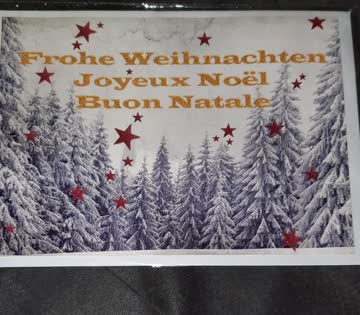 Frohe Weihnachten
Joyeux Noël
Buon Natale